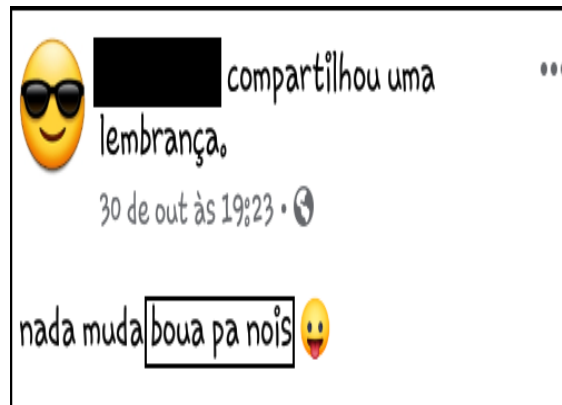 compartilhou uma
lembrança.
30 de out às 19:23 ·
nada muda boua pa nois